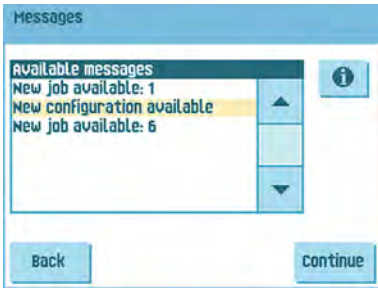 Messages
Available messages
New job available: 1
New configuration available
New job available: 6
Back
Continue